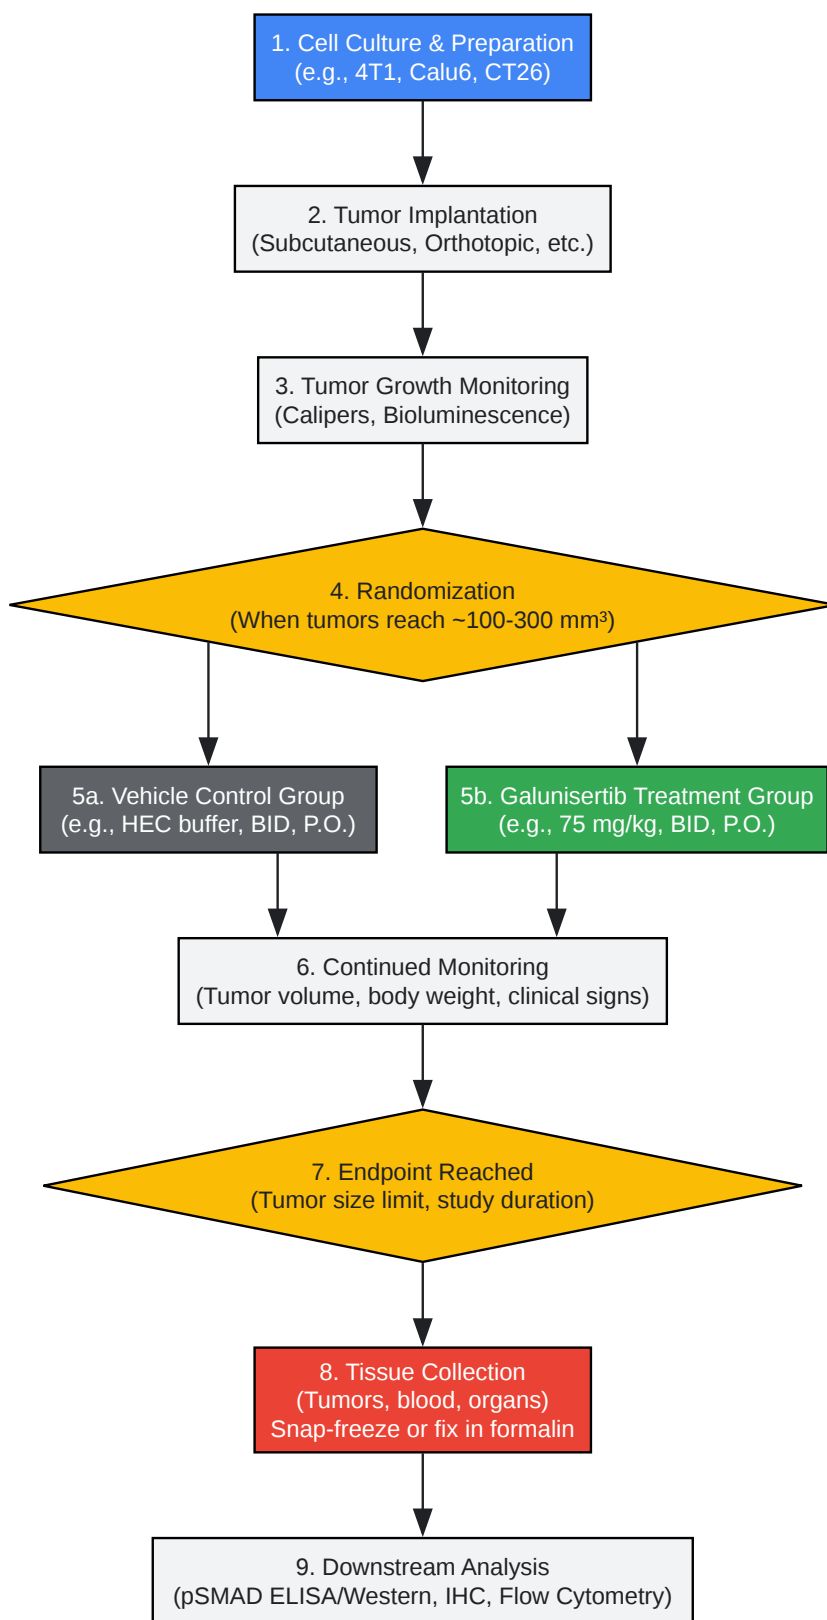 1. Cell Culture & Preparation
(e.g., 4T1, Calu6, CT26)
2. Tumor Implantation
(Subcutaneous, Orthotopic, etc.)
3. Tumor Growth Monitoring
(Calipers, Bioluminescence)
4. Randomization
(When tumors reach ~100-300 mm³)
5a. Vehicle Control Group
(e.g., HEC buffer, BID, P.O.)
5b. Galunisertib Treatment Group
(e.g., 75 mg/kg, BID, P.O.)
6. Continued Monitoring
(Tumor volume, body weight, clinical signs)
7. Endpoint Reached
(Tumor size limit, study duration)
8. Tissue Collection
(Tumors, blood, organs)
Snap-freeze or fix in formalin
9. Downstream Analysis
(pSMAD ELISA/Western, IHC, Flow Cytometry)